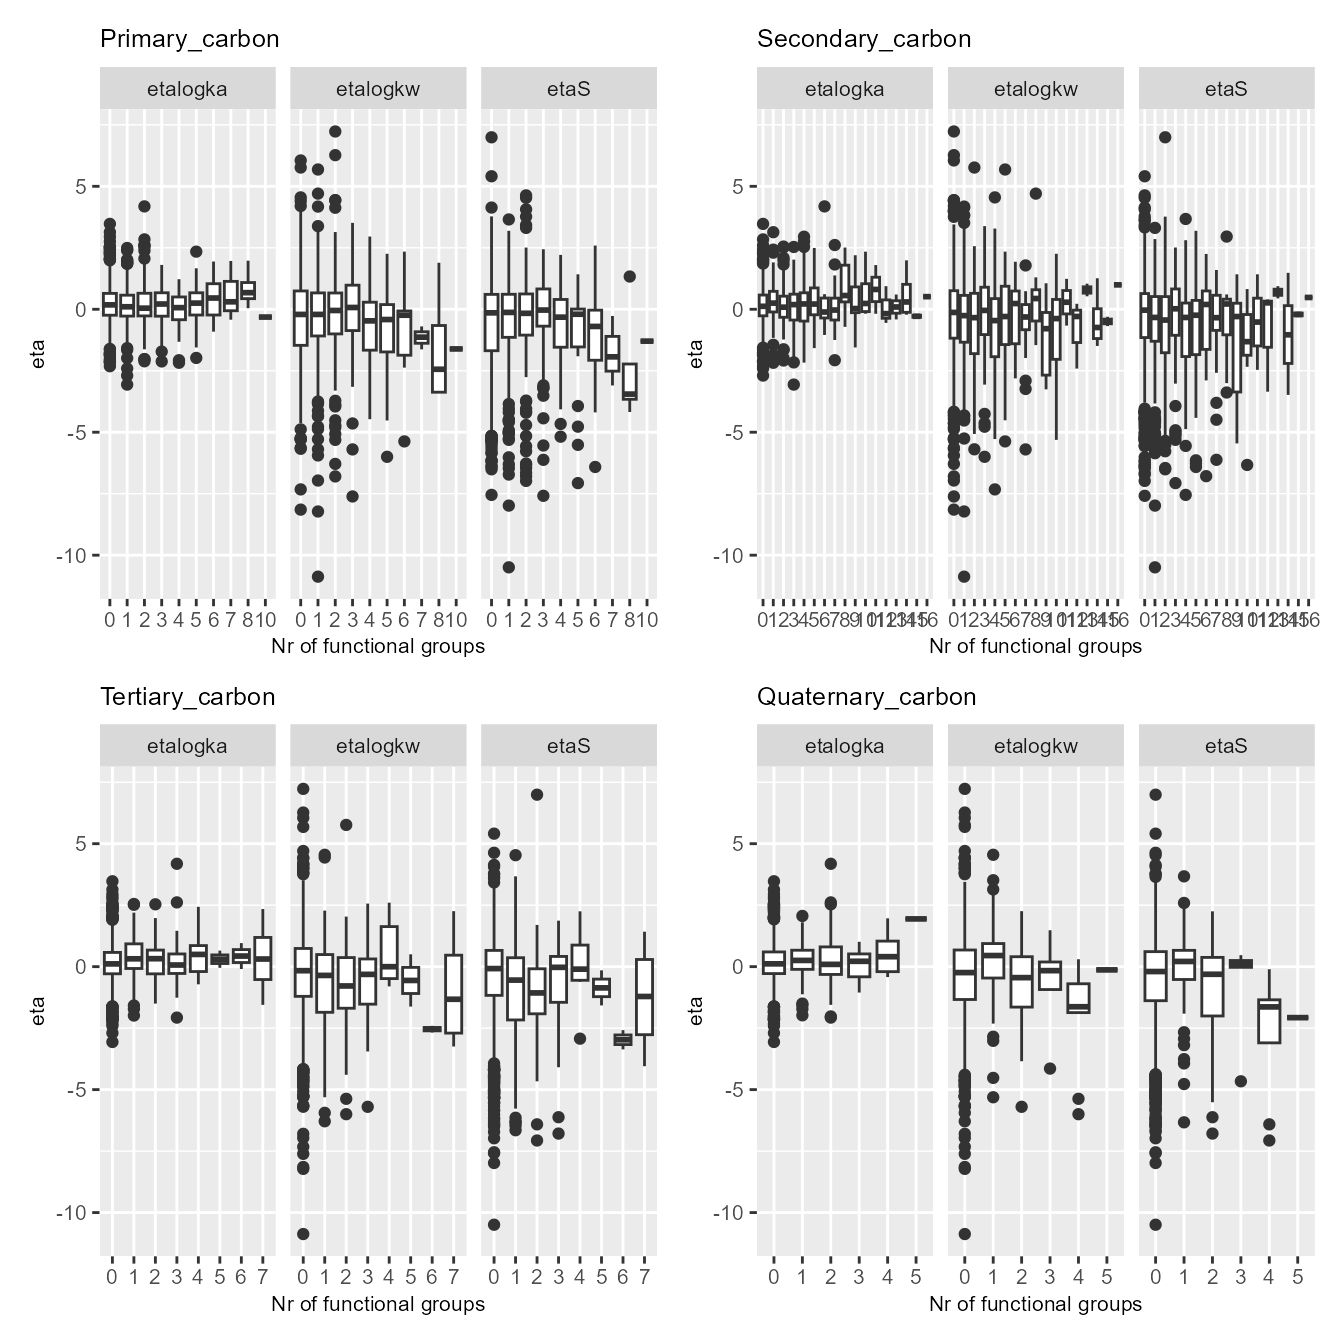 Primary_carbon
etalogka etalogkw etaS
eta
5
0
-5
-10
0 1 2 3 4 5 6 7 8 10 0 1 2 3 4 5 6 7 8 10 0 1 2 3 4 5 6 7 8 10
Nr of functional groups
Secondary_carbon
etalogka etalogkw etaS
eta
5
0
-5
-10
Nr of functional groups
Tertiary_carbon
etalogka etalogkw etaS
eta
5
0
-5
-10
0 1 2 3 4 5 6 7 0 1 2 3 4 5 6 7 0 1 2 3 4 5 6 7
Nr of functional groups
Quaternary_carbon
etalogka etalogkw etaS
eta
5
0
-5
-10
0 1 2 3 4 5 0 1 2 3 4 5 0 1 2 3 4 5
Nr of functional groups